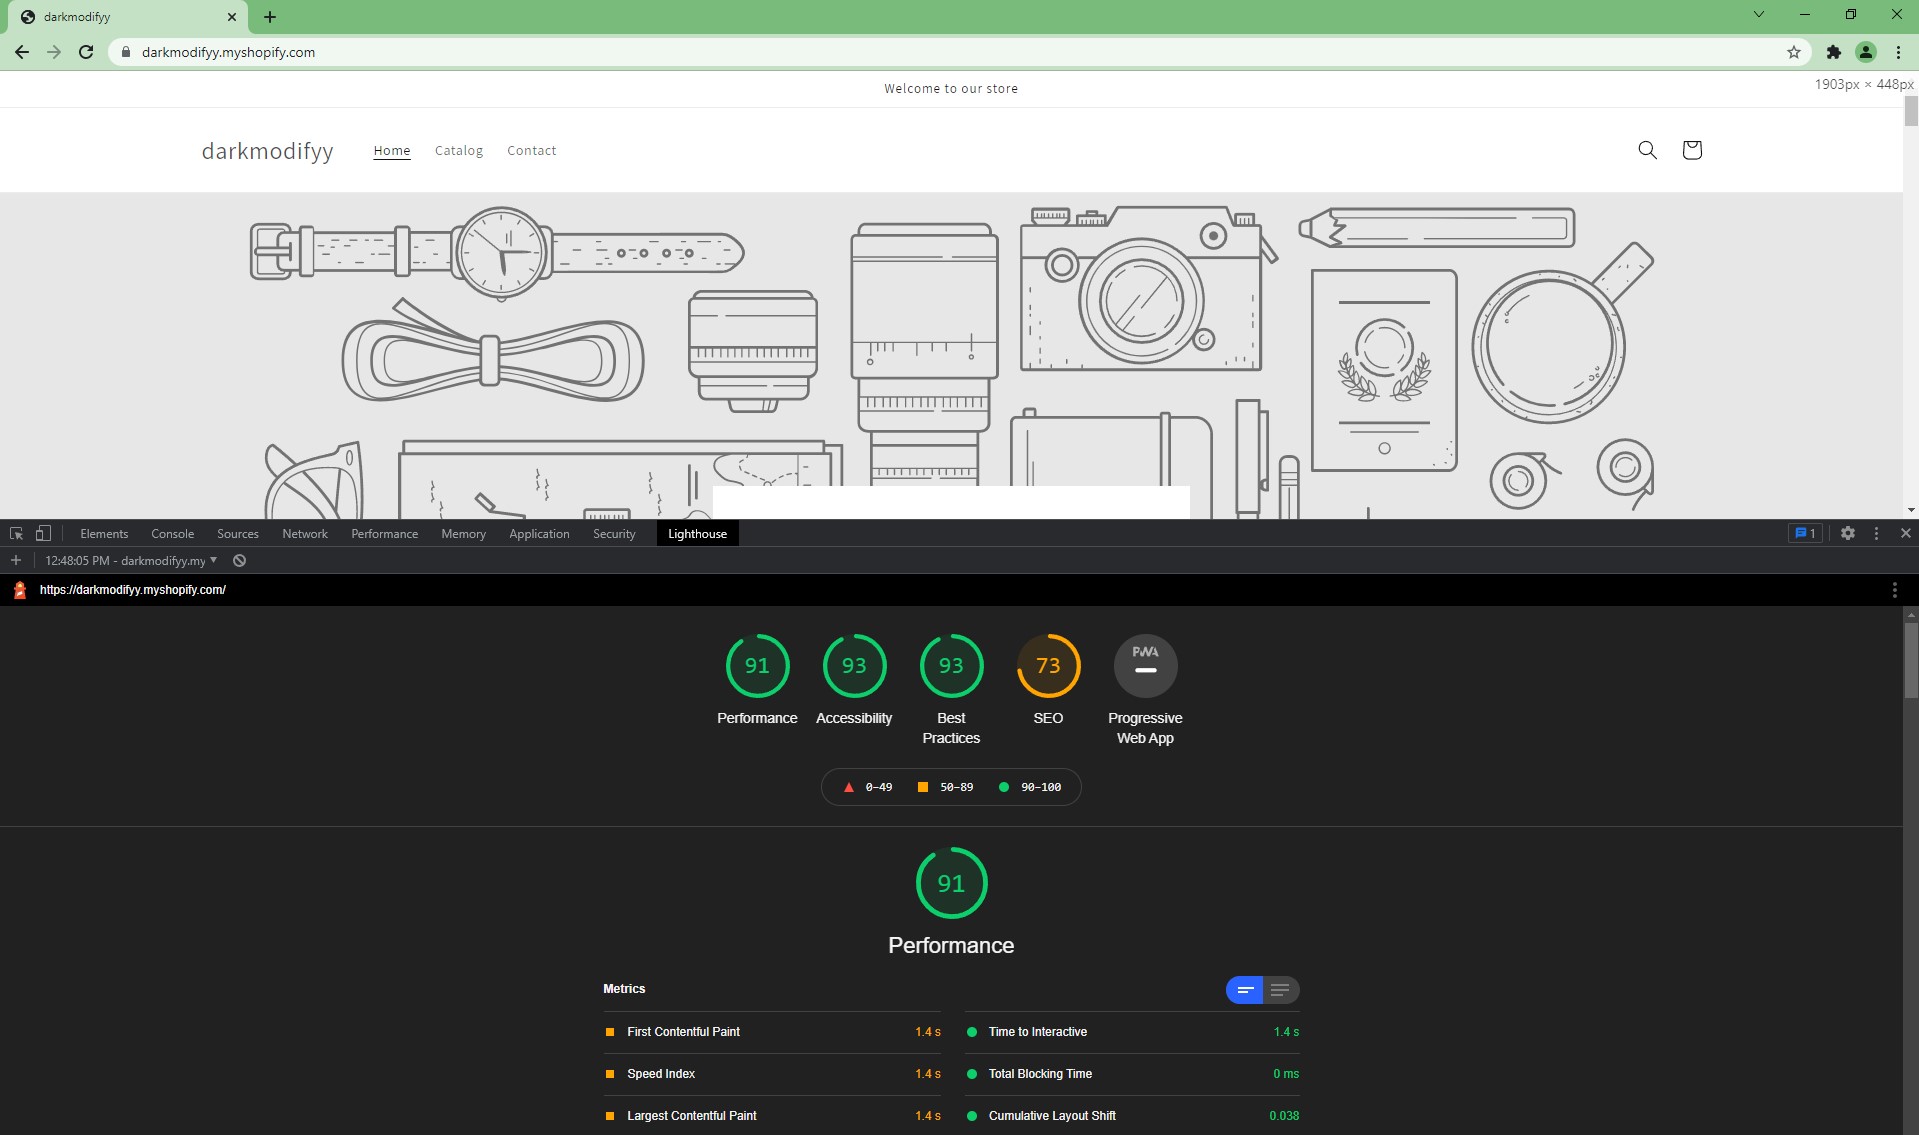 darkmodifyy
darkmodifyy.myshopify.com
Welcome to our store
1903px × 448px
darkmodifyy Home Catalog Contact
Elements Console Sources Network Performance Memory Application Security Lighthouse 1
12:48:05 PM - darkmodifyy.my
https://darkmodifyy.myshopify.com/
91 93 93 73 PWA
Performance Accessibility Best Practices SEO Progressive Web App
0–49 50–89 90–100
91
Performance
Metrics
First Contentful Paint 1.4 s Time to Interactive 1.4 s
Speed Index 1.4 s Total Blocking Time 0 ms
Largest Contentful Paint 1.4 s Cumulative Layout Shift 0.038